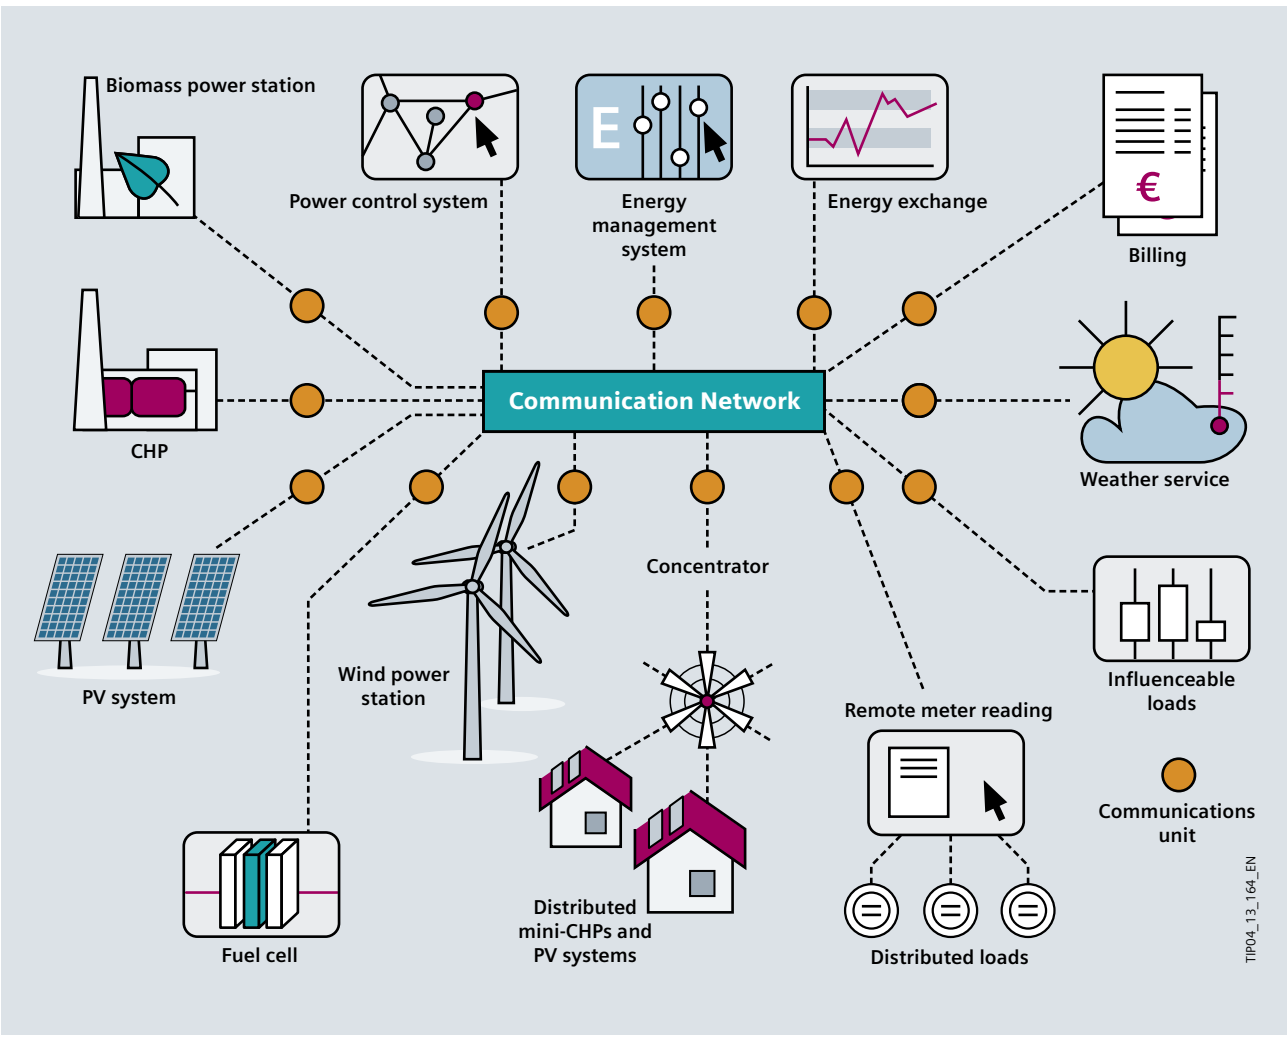 Biomass power station
Power control system
E
Energy
management
system
Energy exchange
€
Billing
Communication Network
CHP
Weather service
PV system
Wind power
station
Concentrator
Influenceable
loads
Remote meter reading
Communications
unit
Fuel cell
Distributed
mini-CHPs and
PV systems
Distributed loads
TIP04_13_164_EN